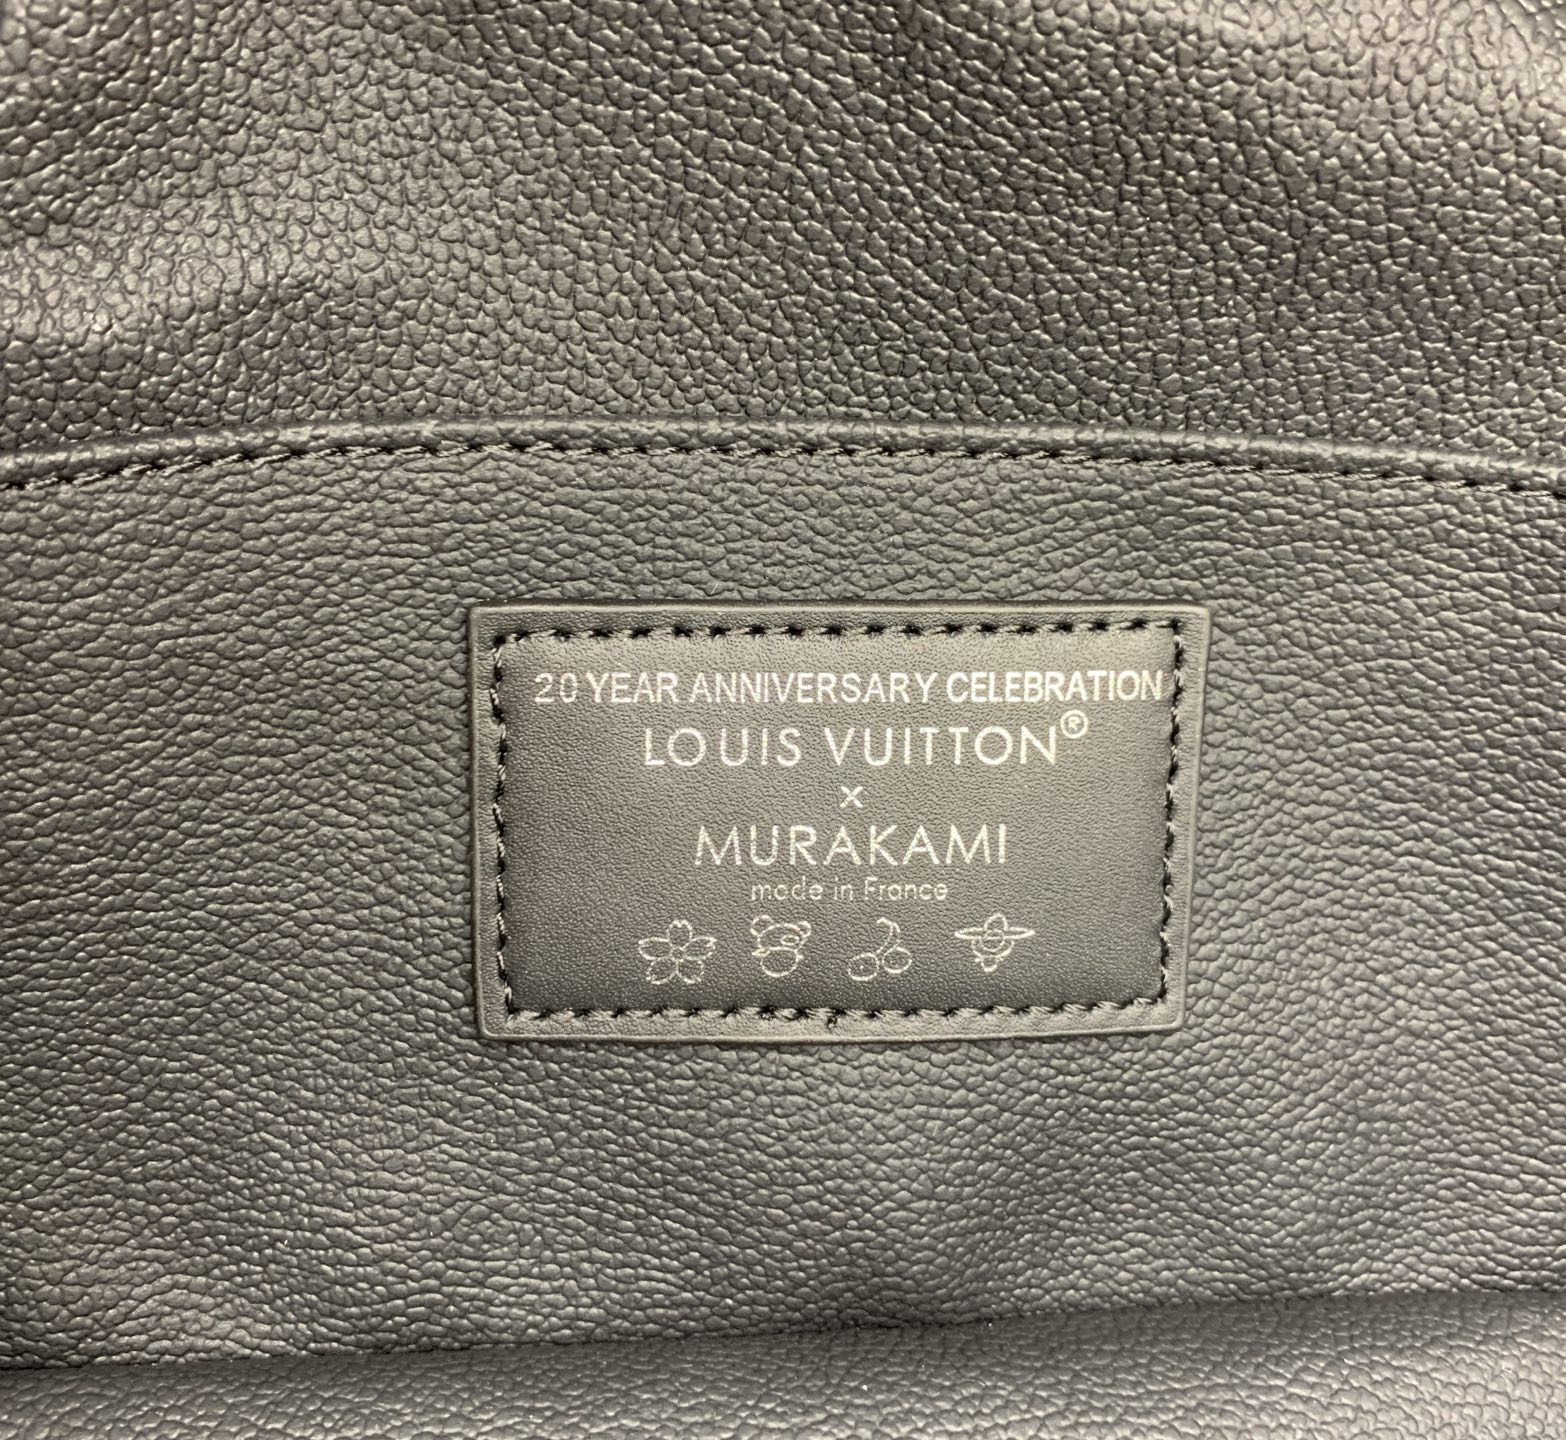 20 YEAR ANNIVERSARY CELEBRATION
LOUIS VUITTON®
×
MURAKAMI
made in France